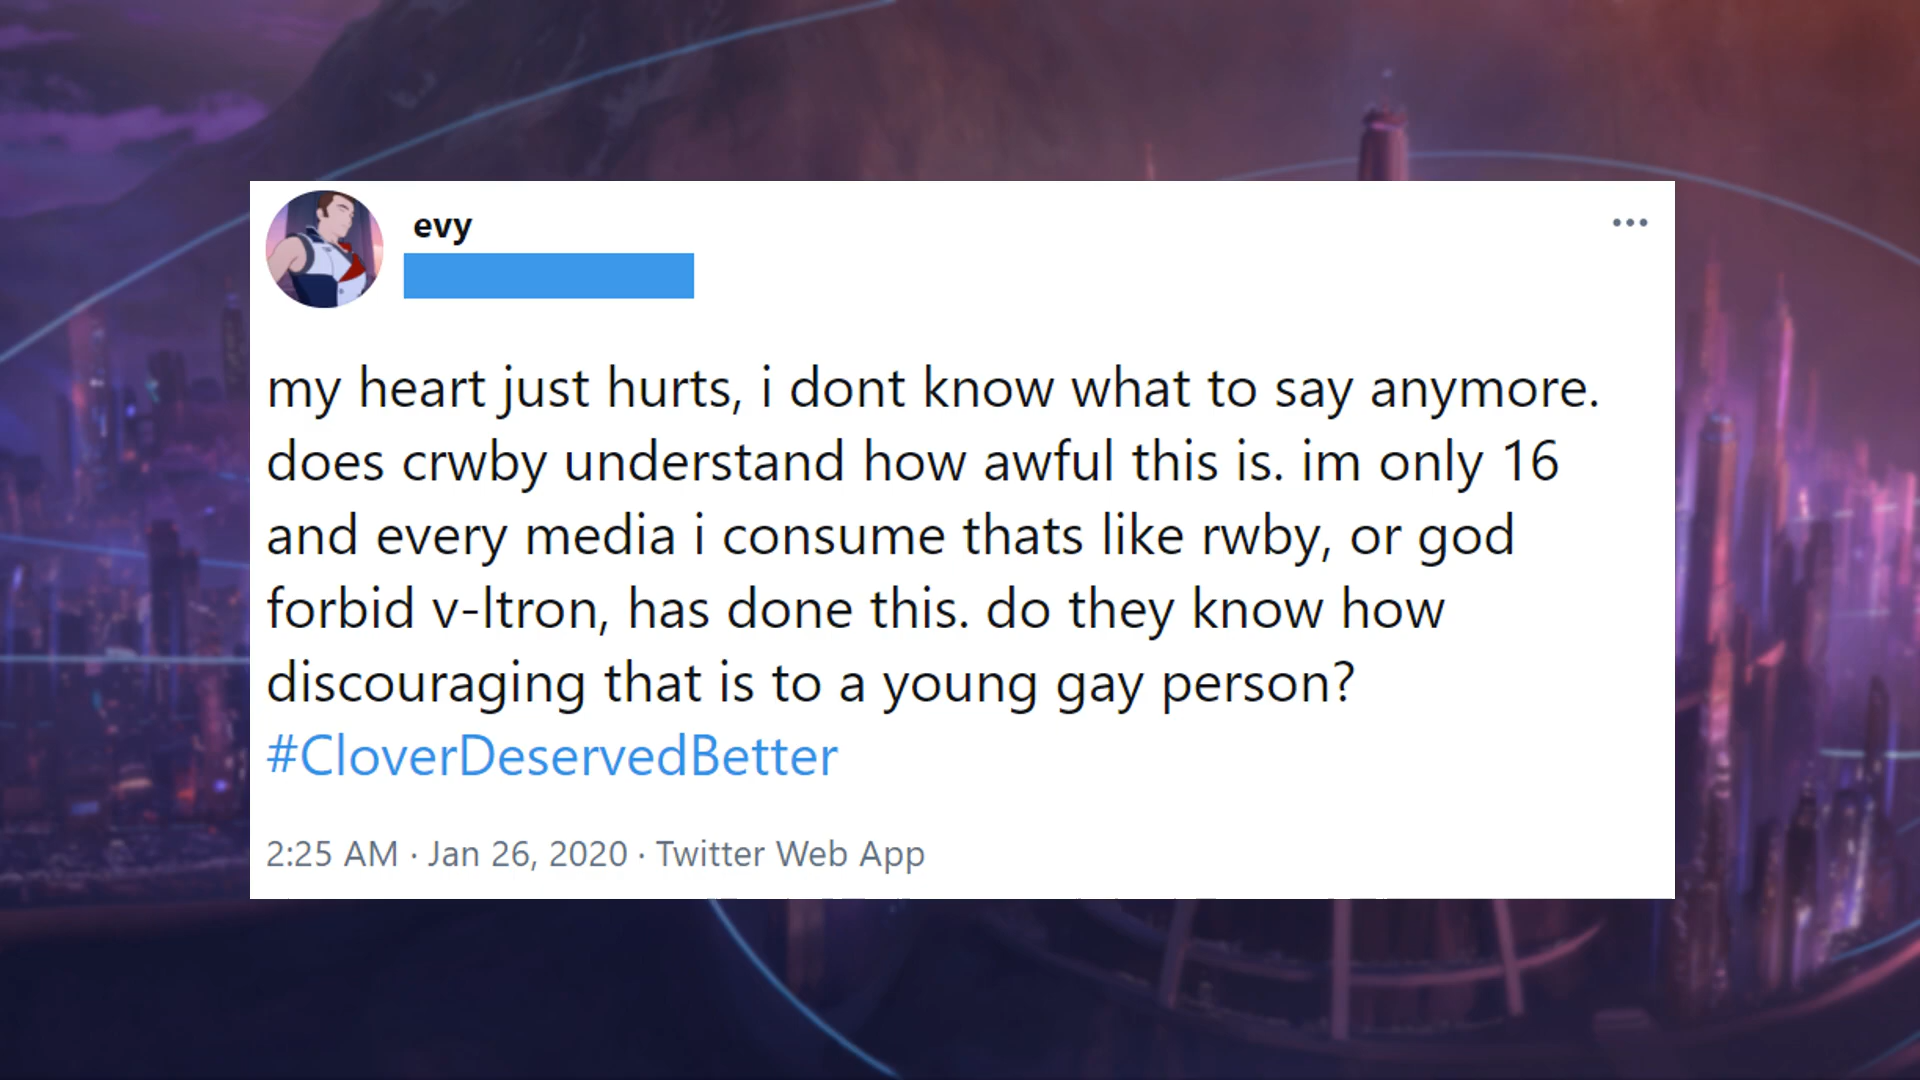 evy
my heart just hurts, i dont know what to say anymore.
does crwby understand how awful this is. im only 16
and every media i consume thats like rwby, or god
forbid v-ltron, has done this. do they know how
discouraging that is to a young gay person?
#CloverDeservedBetter
2:25 AM · Jan 26, 2020 · Twitter Web App